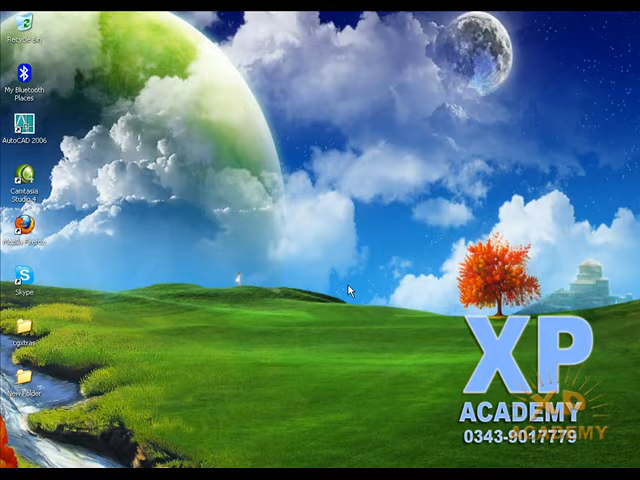 Recycle Bin
My Bluetooth
Places
AutoCAD 2006
Camtasia
Studio 4
Mozilla Firefox
Skype
cgxtras
New Folder
XP
ACADEMY
0343-9017779
XP
ACADEMY